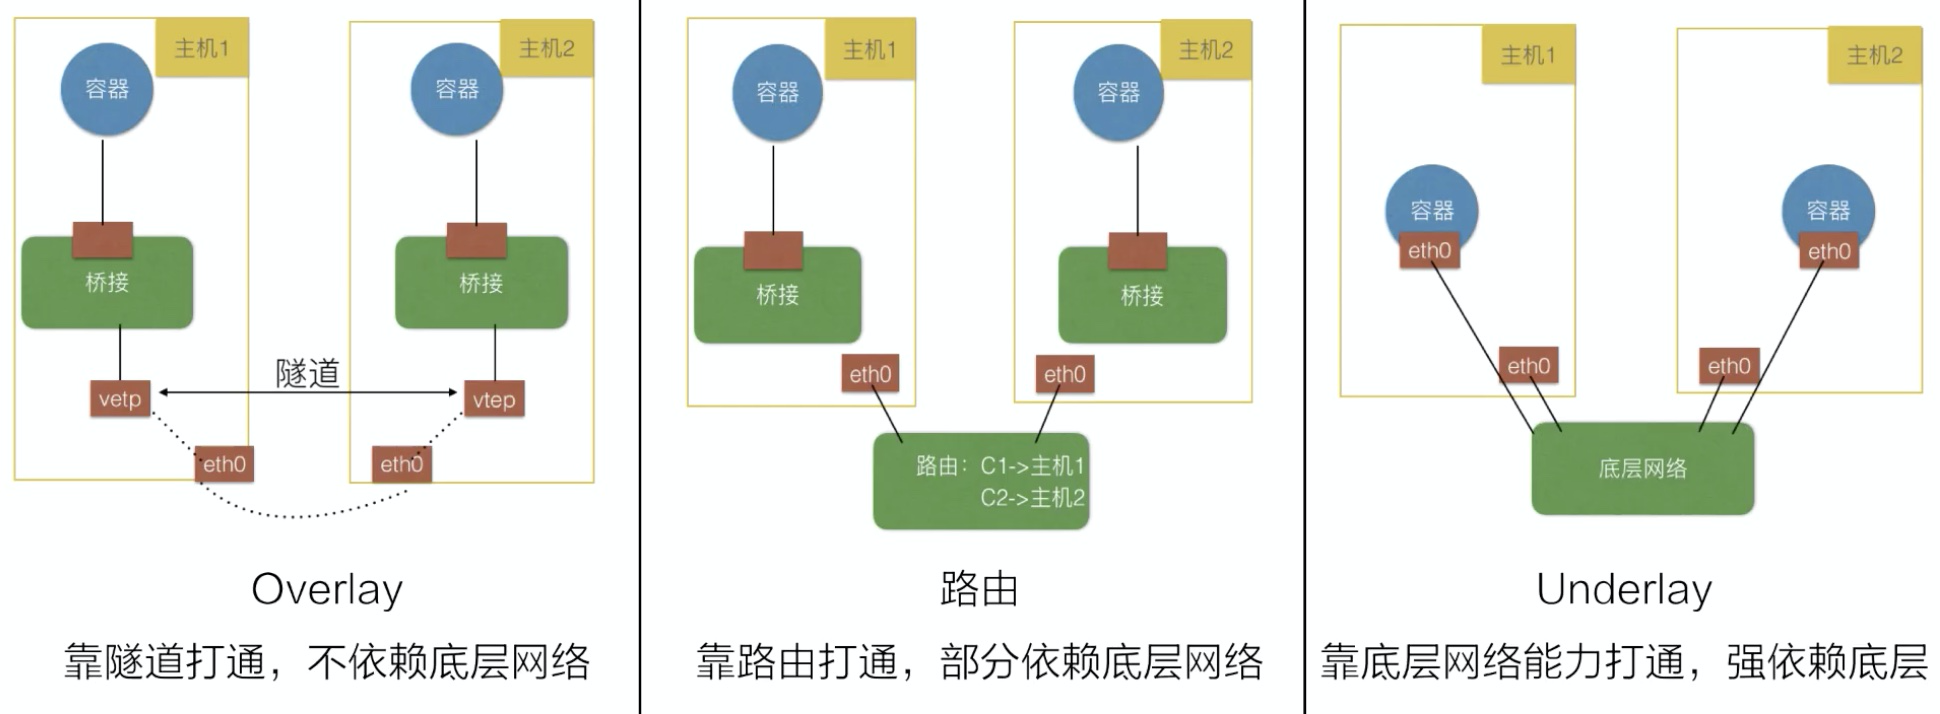 主机1
容器
桥接
vetp
eth0
主机2
容器
桥接
vtep
eth0
隧道
Overlay
靠隧道打通，不依赖底层网络
主机1
容器
桥接
eth0
主机2
容器
桥接
eth0
路由：C1->主机1
C2->主机2
路由
靠路由打通，部分依赖底层网络
主机1
容器
eth0
eth0
主机2
容器
eth0
eth0
底层网络
Underlay
靠底层网络能力打通，强依赖底层